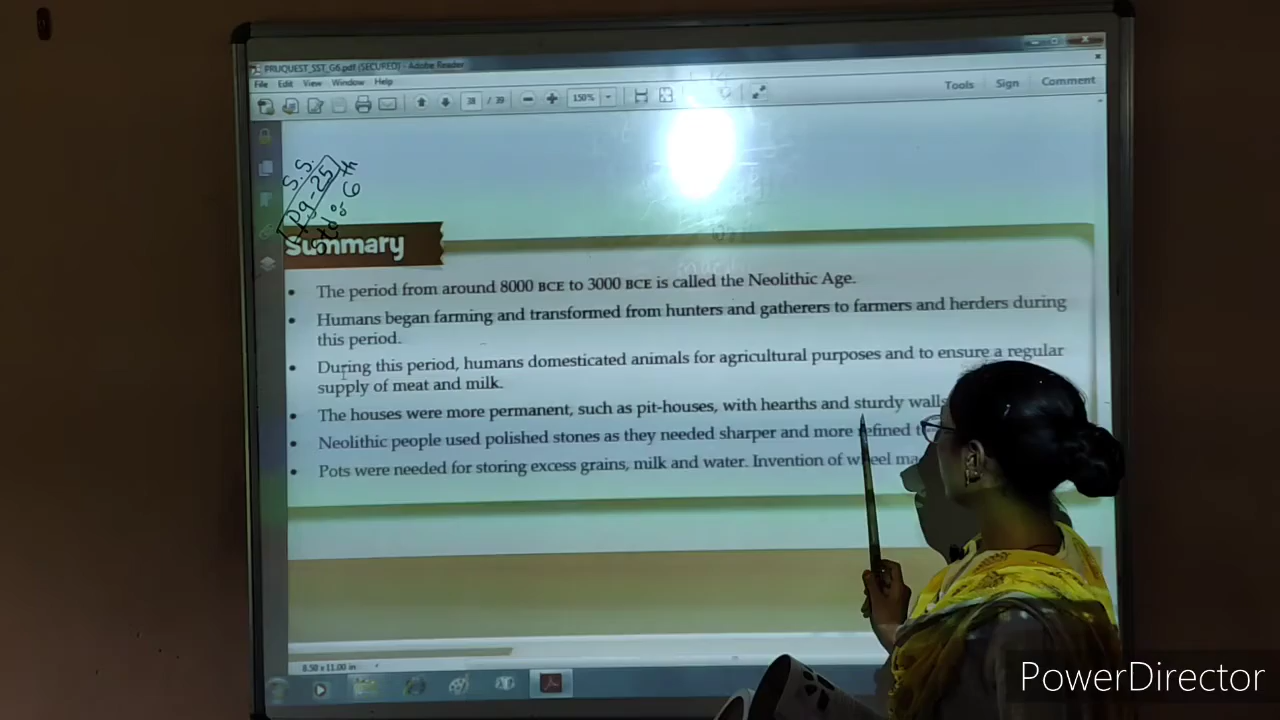 PRUQUEST_SST_G6.pdf (SECURED) - Adobe Reader
File Edit View Window Help
38 / 39
150%
Tools Sign Comment
S.S.
Pg-25
6th
Summary
• The period from around 8000 BCE to 3000 BCE is called the Neolithic Age.
• Humans began farming and transformed from hunters and gatherers to farmers and herders during
this period.
• During this period, humans domesticated animals for agricultural purposes and to ensure a regular
supply of meat and milk.
• The houses were more permanent, such as pit-houses, with hearths and sturdy walls
• Neolithic people used polished stones as they needed sharper and more refined
• Pots were needed for storing excess grains, milk and water. Invention of wheel
8.50 x 11.00 in
PowerDirector